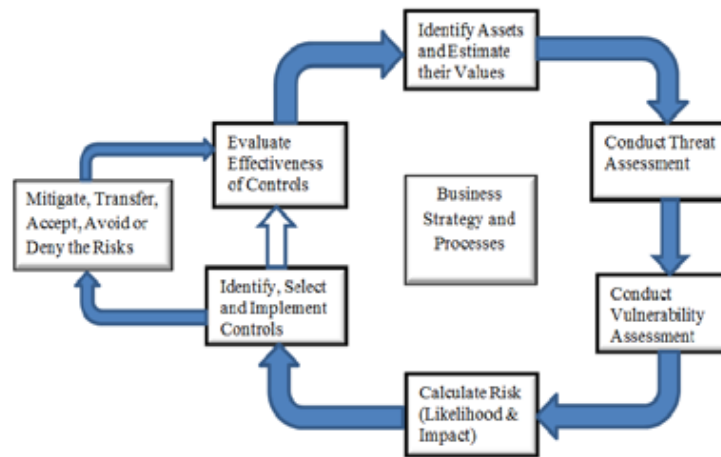 Identify Assets
and Estimate
their Values
Conduct Threat
Assessment
Conduct
Vulnerability
Assessment
Calculate Risk
(Likelihood &
Impact)
Identify, Select
and Implement
Controls
Mitigate, Transfer,
Accept, Avoid or
Deny the Risks
Evaluate
Effectiveness
of Controls
Business
Strategy and
Processes